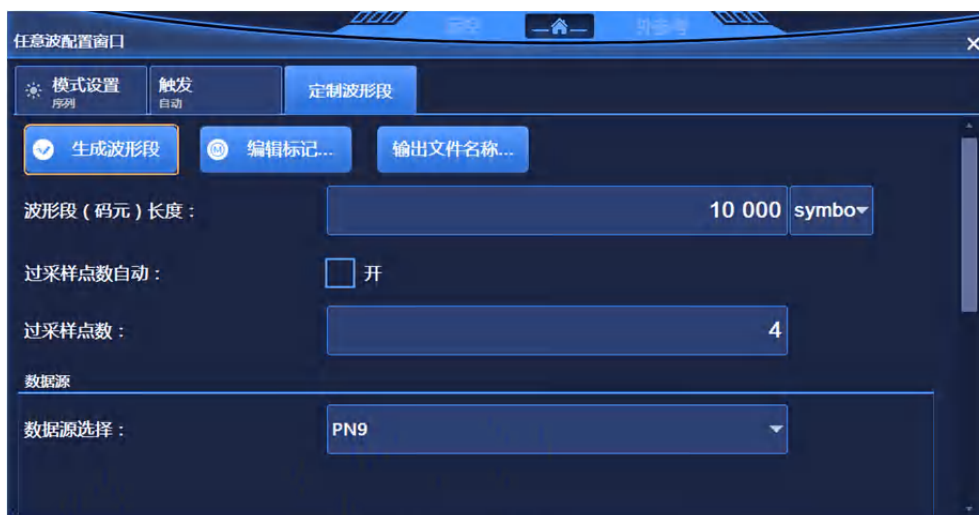 任意波配置窗口
模式设置 触发 定制波形段
序列 自动
生成波形段 编辑标记... 输出文件名称...
波形段（码元）长度： 10 000 symbo
过采样点数自动： 开
过采样点数： 4
数据源
数据源选择： PN9